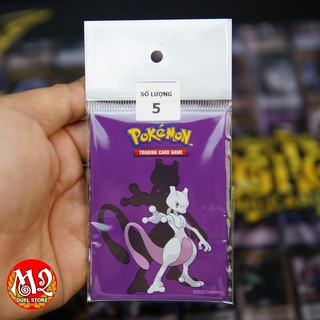 SỐ LƯỢNG
5
POKÉMON
TRADING CARD GAME
M2
DUEL STORE